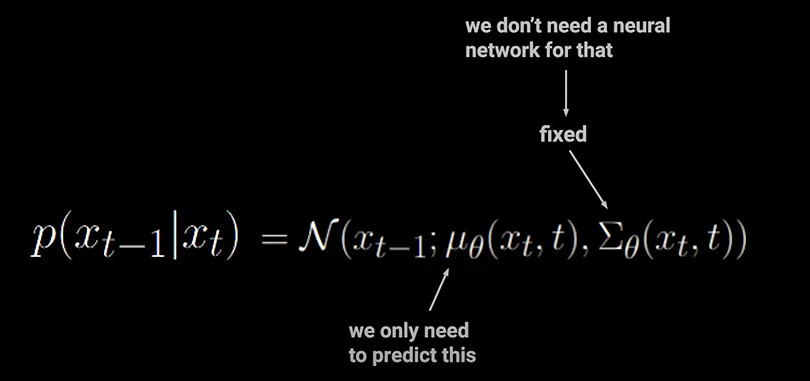 we don't need a neural
network for that
fixed
p(x_{t-1}|x_t) = 𝒩(x_{t-1}; μ_θ(x_t, t), Σ_θ(x_t, t))
we only need
to predict this